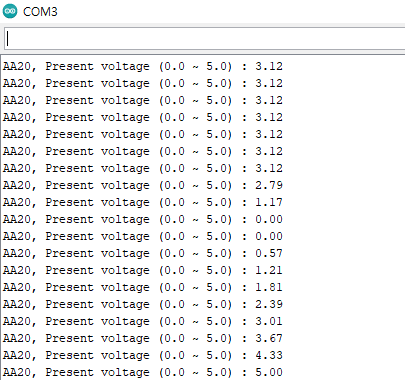 COM3
AA20, Present voltage (0.0 ~ 5.0) : 3.12
AA20, Present voltage (0.0 ~ 5.0) : 3.12
AA20, Present voltage (0.0 ~ 5.0) : 3.12
AA20, Present voltage (0.0 ~ 5.0) : 3.12
AA20, Present voltage (0.0 ~ 5.0) : 3.12
AA20, Present voltage (0.0 ~ 5.0) : 3.12
AA20, Present voltage (0.0 ~ 5.0) : 3.12
AA20, Present voltage (0.0 ~ 5.0) : 2.79
AA20, Present voltage (0.0 ~ 5.0) : 1.17
AA20, Present voltage (0.0 ~ 5.0) : 0.00
AA20, Present voltage (0.0 ~ 5.0) : 0.00
AA20, Present voltage (0.0 ~ 5.0) : 0.57
AA20, Present voltage (0.0 ~ 5.0) : 1.21
AA20, Present voltage (0.0 ~ 5.0) : 1.81
AA20, Present voltage (0.0 ~ 5.0) : 2.39
AA20, Present voltage (0.0 ~ 5.0) : 3.01
AA20, Present voltage (0.0 ~ 5.0) : 3.67
AA20, Present voltage (0.0 ~ 5.0) : 4.33
AA20, Present voltage (0.0 ~ 5.0) : 5.00